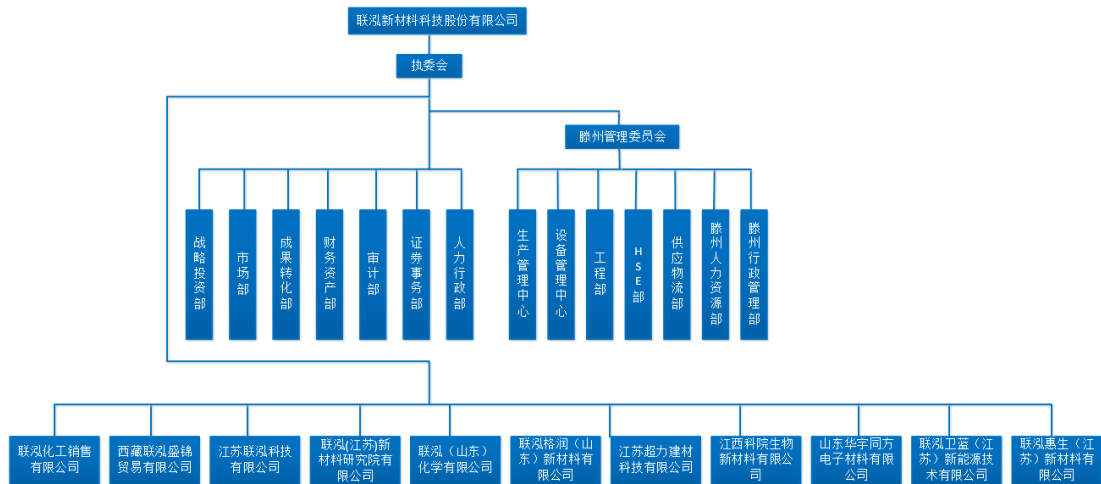 联泓新材料科技股份有限公司
执委会
滕州管理委员会
战略投资部
市场部
成果转化部
财务资产部
审计部
证券事务部
人力行政部
生产管理中心
设备管理中心
工程部
HSE部
供应物流部
滕州人力资源部
滕州行政管理部
联泓化工销售
有限公司
西藏联泓盛锦
贸易有限公司
江苏联泓科技
有限公司
联泓(江苏)新
材料研究院有
限公司
联泓（山东）
化学有限公司
联泓格润（山
东）新材料有
限公司
江苏超力建材
科技有限公司
江西科院生物
新材料有限公
司
山东华宇同方
电子材料有限
公司
联泓卫蓝（江
苏）新能源技
术有限公司
联泓惠生（江
苏）新材料有
限公司